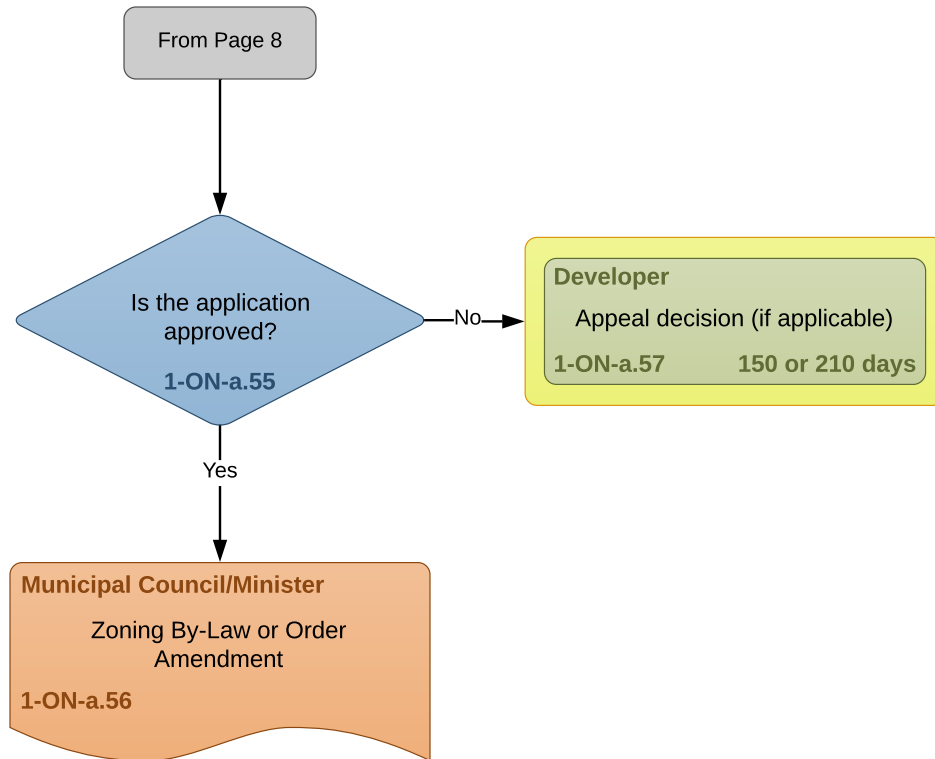 From Page 8
Is the application
approved?
1-ON-a.55
No
Developer
Appeal decision (if applicable)
1-ON-a.57 150 or 210 days
Yes
Municipal Council/Minister
Zoning By-Law or Order
Amendment
1-ON-a.56